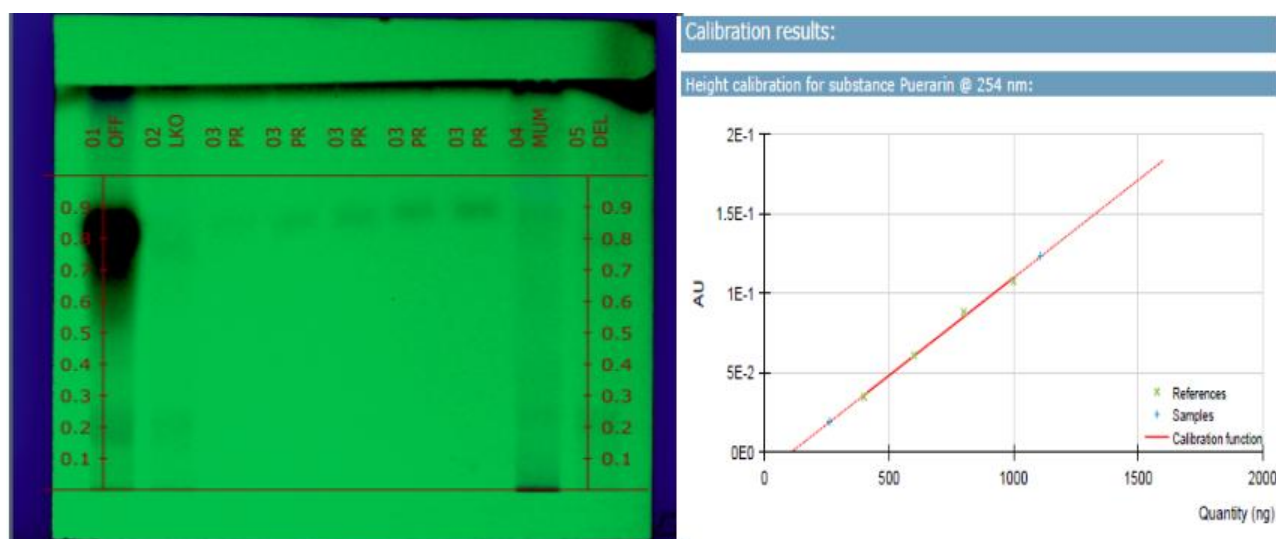 01 OFF
02 LKO
03 PR
03 PR
03 PR
03 PR
03 PR
04 MUM
05 DEL
0.9
0.8
0.7
0.6
0.5
0.4
0.3
0.2
0.1
0.9
0.8
0.7
0.6
0.5
0.4
0.3
0.2
0.1
Calibration results:
Height calibration for substance Puerarin @ 254 nm:
2E-1
1.5E-1
1E-1
5E-2
0E0
AU
0 500 1000 1500 2000
Quantity (ng)
References
Samples
Calibration function